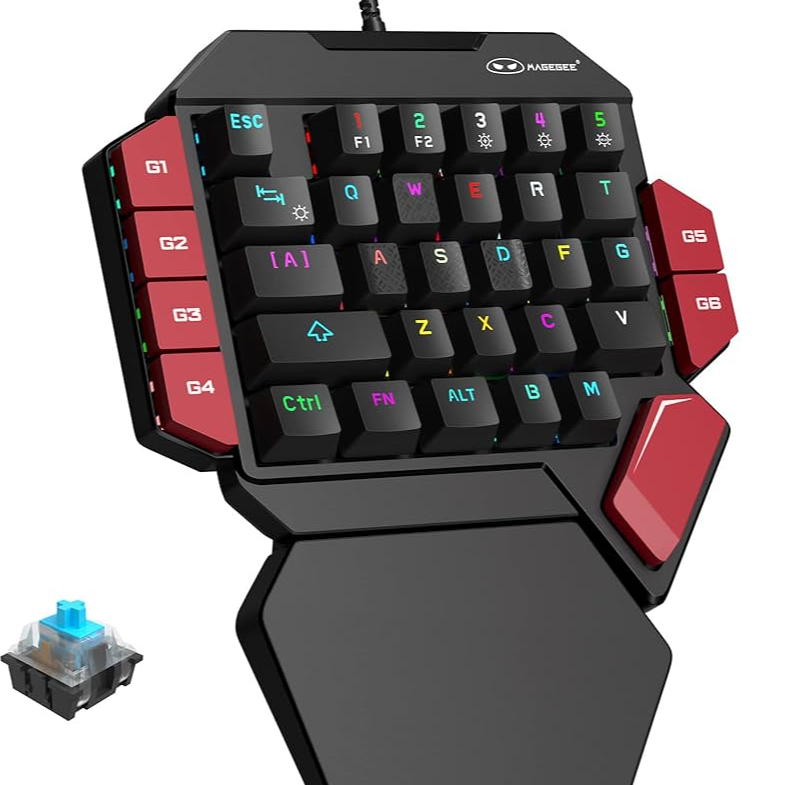 MAGEGEE®
Esc 1 2 3 4 5
F1 F2
G1
Q W E R T
G2
G5
[A] A S D F G
G3
G6
Z X C V
G4
Ctrl FN ALT B M